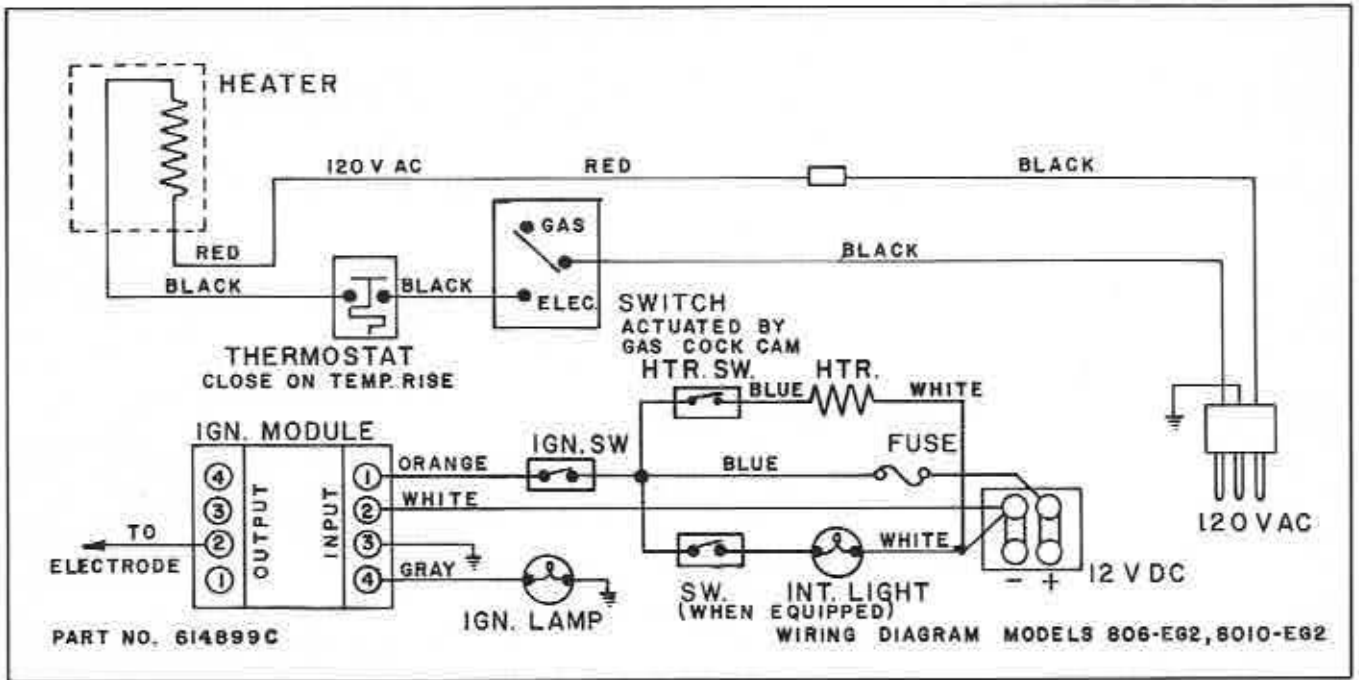 HEATER
120 V AC
RED
BLACK
GAS
RED
BLACK
BLACK
BLACK
ELEC.
SWITCH
ACTUATED BY
GAS COCK CAM
THERMOSTAT
CLOSE ON TEMP. RISE
HTR. SW.
HTR.
BLUE
WHITE
IGN. MODULE
IGN. SW
FUSE
4
3
2
1
OUTPUT
INPUT
1
2
3
4
ORANGE
BLUE
WHITE
120 VAC
TO
ELECTRODE
WHITE
GRAY
- +
12 V DC
IGN. LAMP
SW.
(WHEN EQUIPPED)
INT. LIGHT
PART NO. 614899C
WIRING DIAGRAM MODELS 806-EG2, 8010-EG2